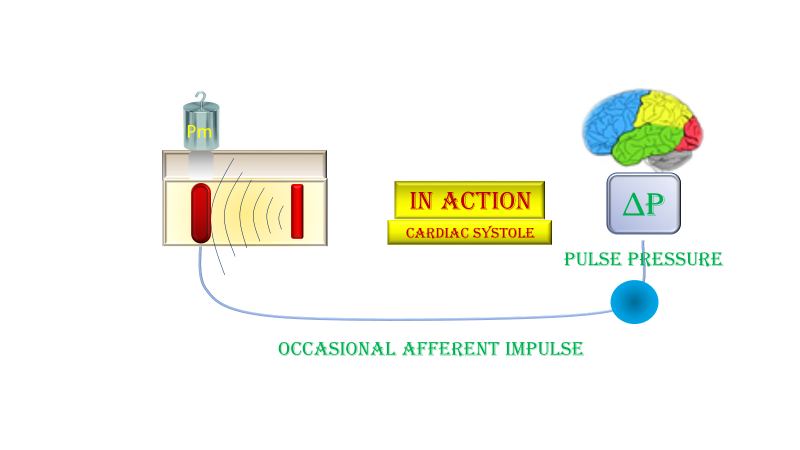 Pm
IN ACTION
CARDIAC SYSTOLE
ΔP
PULSE PRESSURE
OCCASIONAL AFFERENT IMPULSE